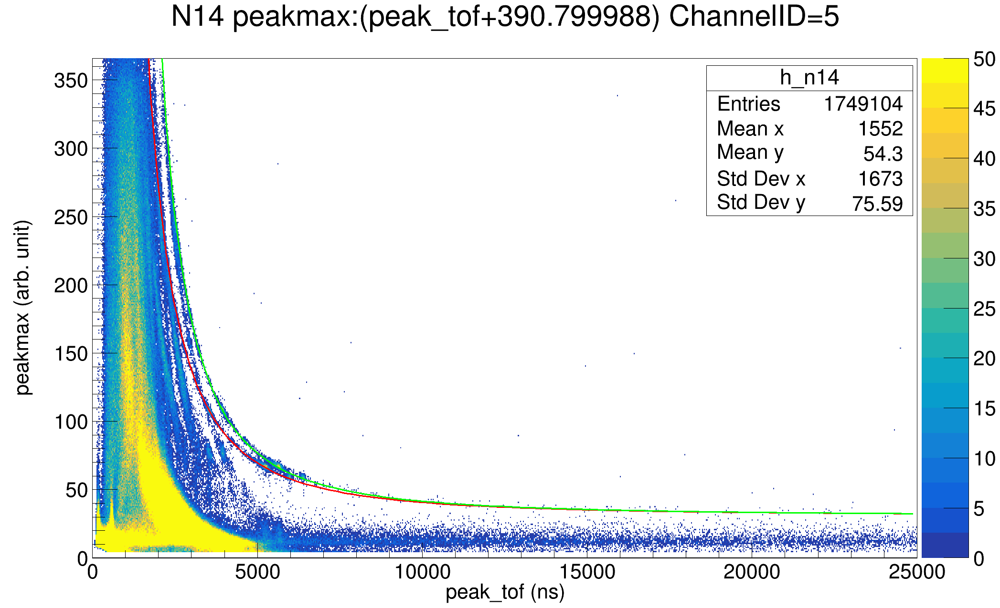 N14 peakmax:(peak_tof+390.799988) ChannelID=5
h_n14
Entries 1749104
Mean x 1552
Mean y 54.3
Std Dev x 1673
Std Dev y 75.59
peakmax (arb. unit)
350
300
250
200
150
100
50
0
0 5000 10000 15000 20000 25000
peak_tof (ns)
50
45
40
35
30
25
20
15
10
5
0